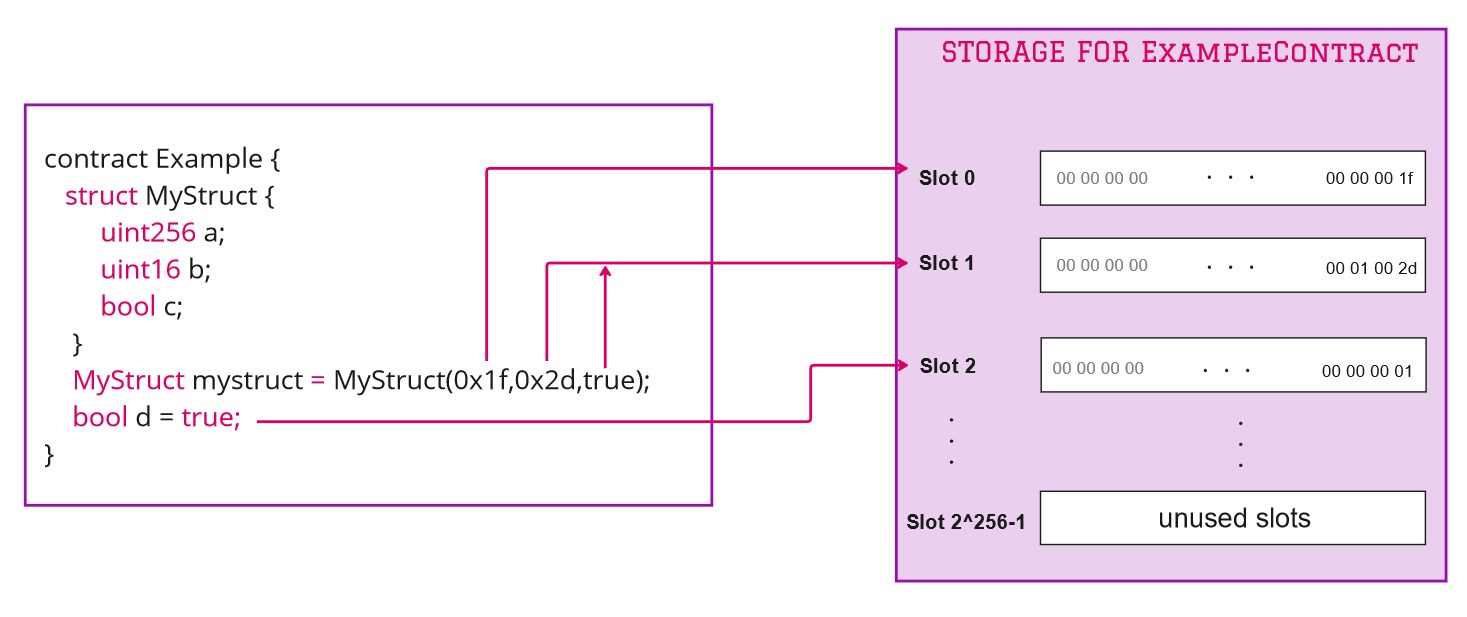 STORAGE FOR EXAMPLECONTRACT
contract Example {
struct MyStruct {
uint256 a;
uint16 b;
bool c;
}
MyStruct mystruct = MyStruct(0x1f,0x2d,true);
bool d = true;
}
Slot 0 00 00 00 00 . . . 00 00 00 1f
Slot 1 00 00 00 00 . . . 00 01 00 2d
Slot 2 00 00 00 00 . . . 00 00 00 01
Slot 2^256-1 unused slots